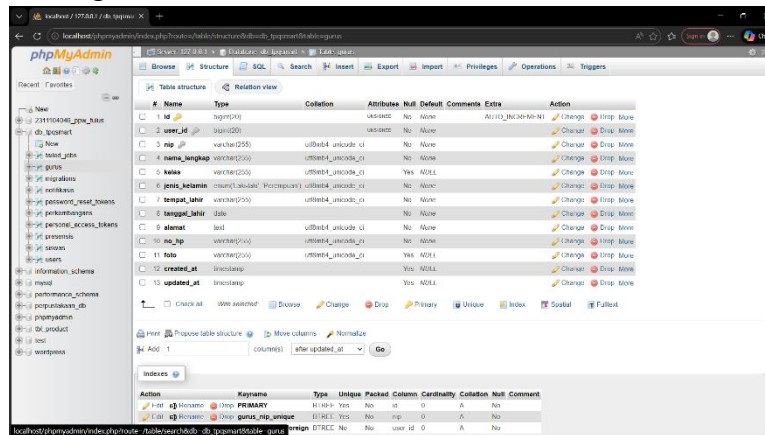 localhost / 127.0.0.1 / db_tpqsmar
localhost/phpmyadmin/index.php?route=/table/structure&db=db_tpqsmart&table=gurus
Sign in
phpMyAdmin
Recent Favorites
New
2311104046_ppw_tuius
db_tpqsmart
New
failed_jobs
gurus
migrations
notifikasis
password_reset_tokens
perkembangans
personal_access_tokens
presensis
siswas
users
information_schema
mysql
performance_schema
perpustakaan_db
phpmyadmin
tbl_product
test
wordpress
Server: 127.0.0.1 » Database: db_tpqsmart » Table: gurus
Browse Structure SQL Search Insert Export Import Privileges Operations Triggers
Table structure Relation view
# Name Type Collation Attributes Null Default Comments Extra Action
1 id bigint(20) UNSIGNED No None AUTO_INCREMENT Change Drop More
2 user_id bigint(20) UNSIGNED No None Change Drop More
3 nip varchar(255) utf8mb4_unicode_ci No None Change Drop More
4 nama_lengkap varchar(255) utf8mb4_unicode_ci No None Change Drop More
5 kelas varchar(255) utf8mb4_unicode_ci Yes NULL Change Drop More
6 jenis_kelamin enum('Laki-laki', 'Perempuan') utf8mb4_unicode_ci No None Change Drop More
7 tempat_lahir varchar(255) utf8mb4_unicode_ci No None Change Drop More
8 tanggal_lahir date No None Change Drop More
9 alamat text utf8mb4_unicode_ci No None Change Drop More
10 no_hp varchar(255) utf8mb4_unicode_ci No None Change Drop More
11 foto varchar(255) utf8mb4_unicode_ci Yes NULL Change Drop More
12 created_at timestamp Yes NULL Change Drop More
13 updated_at timestamp Yes NULL Change Drop More
Check all With selected: Browse Change Drop Primary Unique Index Spatial Fulltext
Print Propose table structure Move columns Normalize
Add 1 column(s) after updated_at Go
Indexes
Action Keyname Type Unique Packed Column Cardinality Collation Null Comment
Edit Rename Drop PRIMARY BTREE Yes No id 0 A No
Edit Rename Drop gurus_nip_unique BTREE Yes No nip 0 A No
foreign BTREE No No user_id 0 A No
localhost/phpmyadmin/index.php?route=/table/search&db=db_tpqsmart&table=gurus